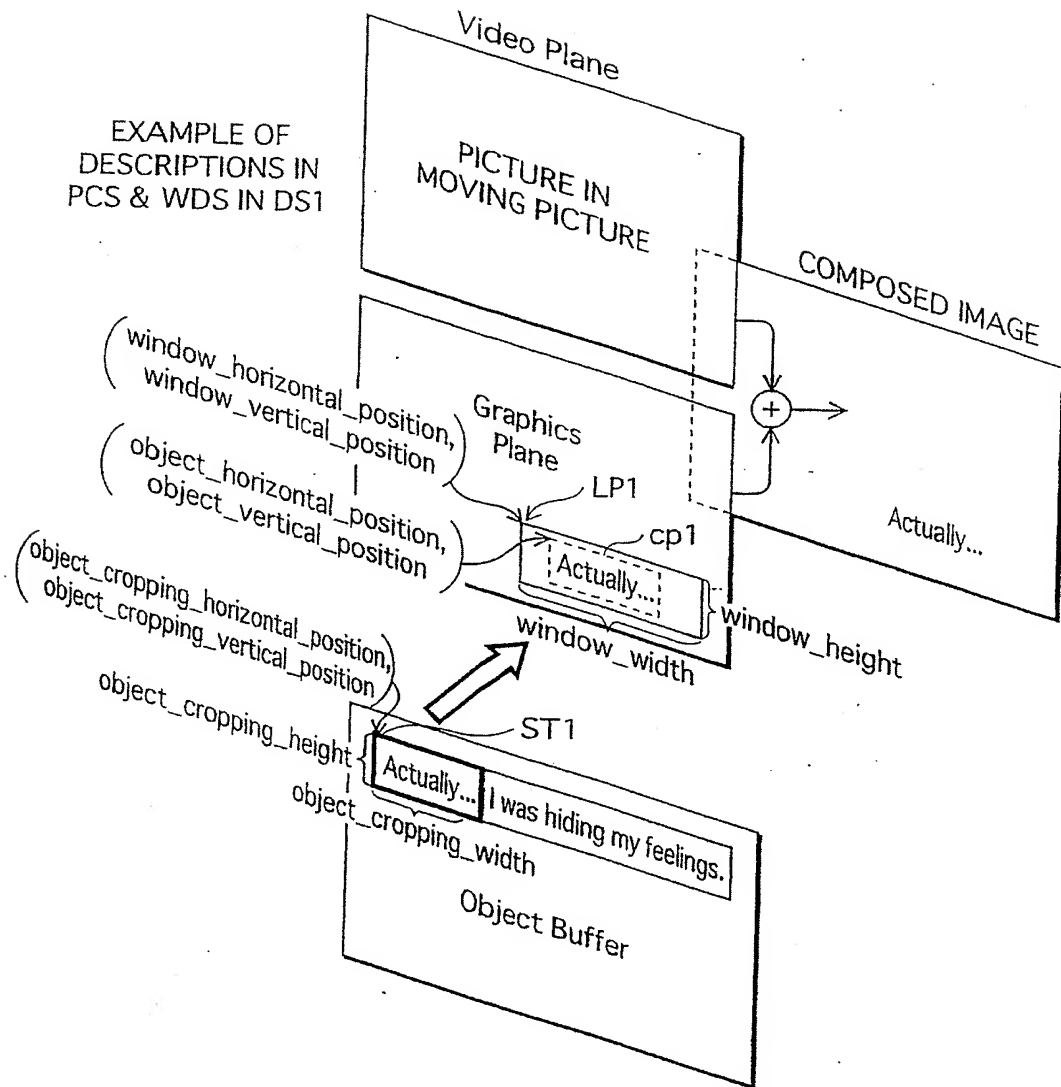 Video Plane
EXAMPLE OF
DESCRIPTIONS IN
PCS & WDS IN DS1
PICTURE IN
MOVING PICTURE
COMPOSED IMAGE
(window_horizontal_position,
window_vertical_position)
Graphics
Plane
(object_horizontal_position,
object_vertical_position)
LP1
cp1
+
Actually...
Actually...
(object_cropping_horizontal_position,
object_cropping_vertical_position)
window_width
window_height
object_cropping_height
ST1
Actually... I was hiding my feelings.
object_cropping_width
Object Buffer